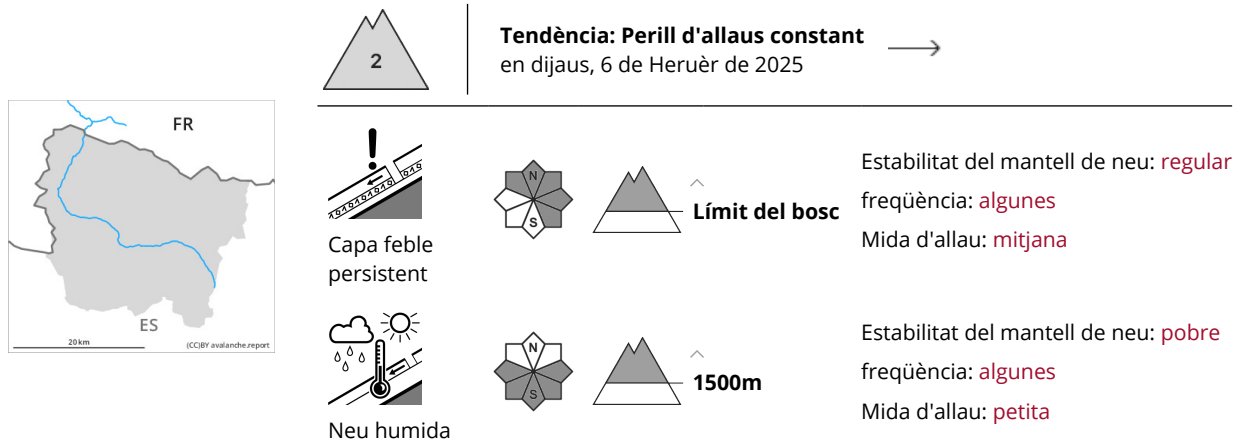 2
Tendència: Perill d'allaus constant
en dijaus, 6 de Heruèr de 2025
FR
ES
20 km
(CC)BY avalanche.report
Capa feble
persistent
N
S
Límit del bosc
Estabilitat del mantell de neu: regular
freqüència: algunes
Mida d'allau: mitjana
Neu humida
N
S
1500m
Estabilitat del mantell de neu: pobre
freqüència: algunes
Mida d'allau: petita